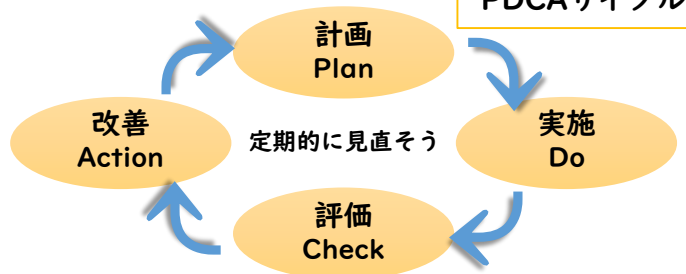 PDCAサイクル
計画
Plan
改善
Action
定期的に見直そう
実施
Do
評価
Check